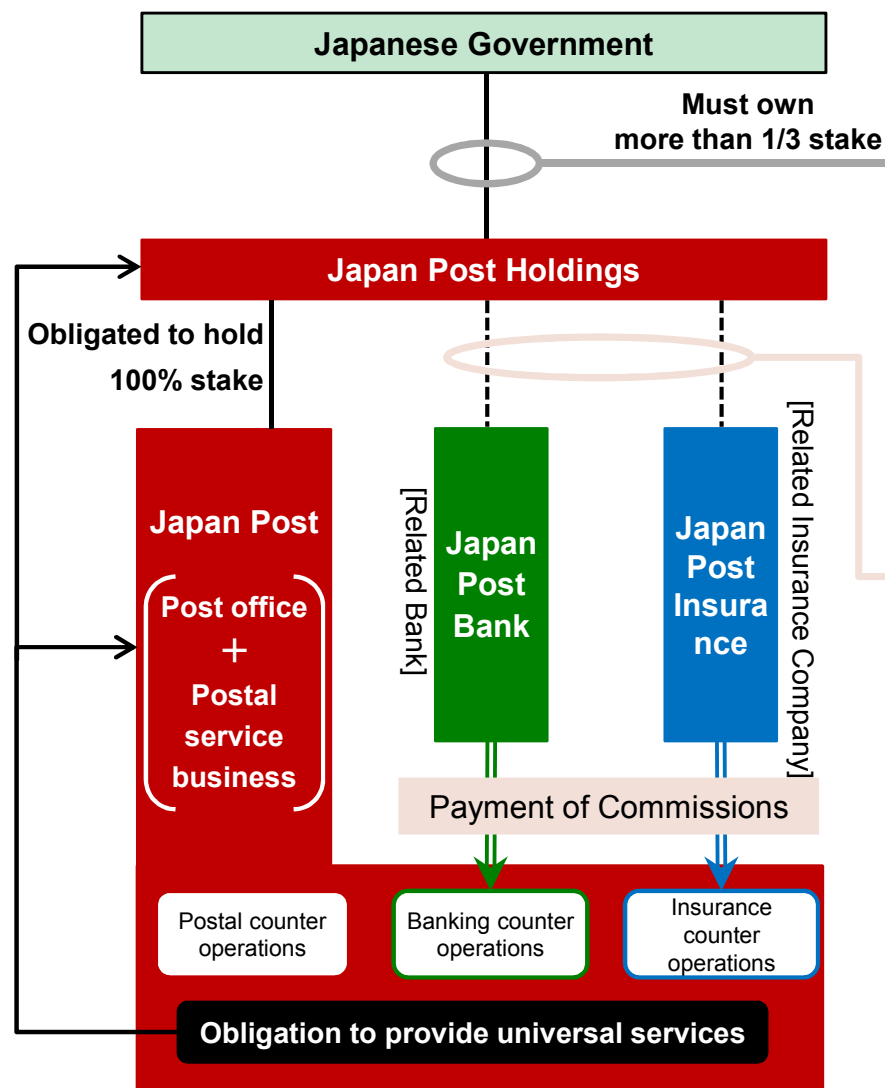 Japanese Government
Must own
more than 1/3 stake
Japan Post Holdings
Obligated to hold
100% stake
Japan Post
Post office
+
Postal
service
business
[Related Bank]
Japan
Post
Bank
Japan
Post
Insura
nce
[Related Insurance Company]
Payment of Commissions
Postal counter
operations
Banking counter
operations
Insurance
counter
operations
Obligation to provide universal services